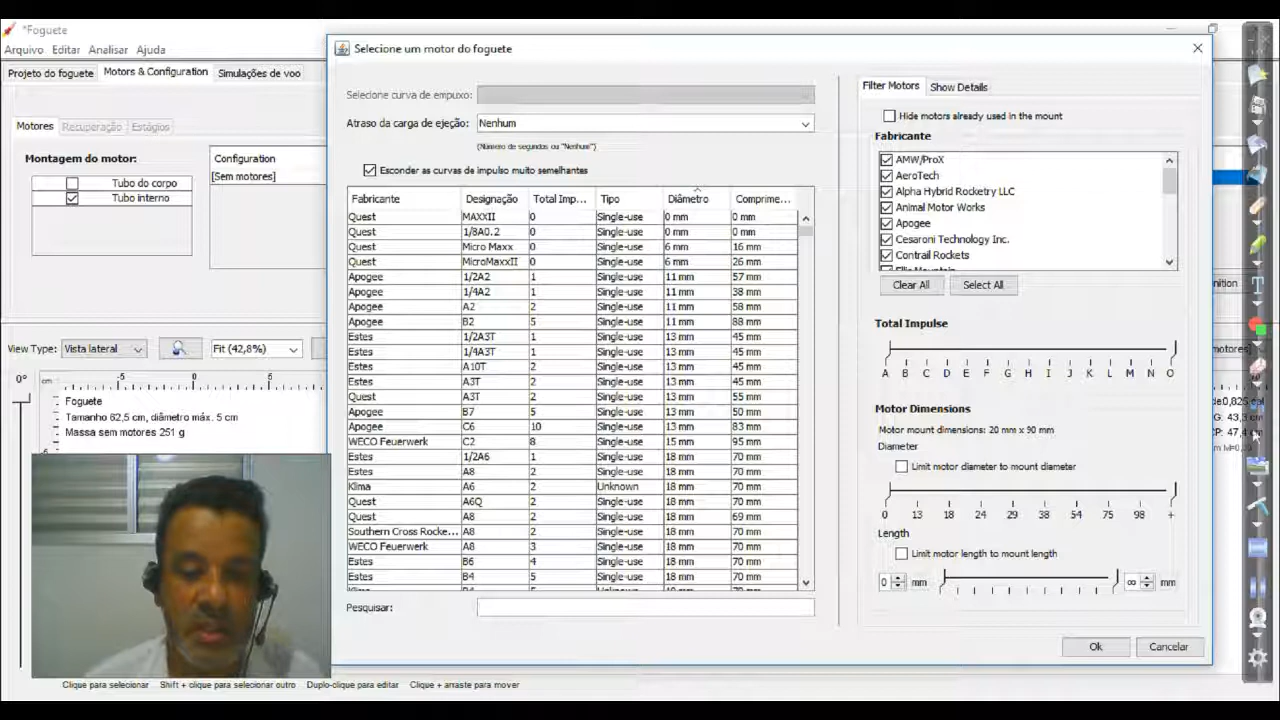 *Foguete
Arquivo Editar Analisar Ajuda
Projeto do foguete Motors & Configuration Simulações de voo
Motores Recuperação Estágios
Montagem do motor:
Tubo do corpo
Tubo interno
Configuration
[Sem motores]
View Type: Vista lateral Fit (42,8%)
0°
cm -5 0 5
Foguete
Tamanho 62,5 cm, diâmetro máx. 5 cm
Massa sem motores 251 g
Selecione um motor do foguete
Selecione curva de empuxo:
Atraso da carga de ejeção: Nenhum
(Número de segundos ou "Nenhum")
Esconder as curvas de impulso muito semelhantes
Fabricante Designação Total Imp... Tipo Diâmetro Comprime...
Quest MAXXII 0 Single-use 0 mm 0 mm
Quest 1/8A0.2 0 Single-use 0 mm 0 mm
Quest Micro Maxx 0 Single-use 6 mm 16 mm
Quest MicroMaxxII 0 Single-use 6 mm 26 mm
Apogee 1/2A2 1 Single-use 11 mm 57 mm
Apogee 1/4A2 1 Single-use 11 mm 38 mm
Apogee A2 2 Single-use 11 mm 58 mm
Apogee B2 5 Single-use 11 mm 88 mm
Estes 1/2A3T 1 Single-use 13 mm 45 mm
Estes 1/4A3T 1 Single-use 13 mm 45 mm
Estes A10T 2 Single-use 13 mm 45 mm
Estes A3T 2 Single-use 13 mm 45 mm
Quest A3T 2 Single-use 13 mm 55 mm
Apogee B7 5 Single-use 13 mm 50 mm
Apogee C6 10 Single-use 13 mm 83 mm
WECO Feuerwerk C2 8 Single-use 15 mm 95 mm
Estes 1/2A6 1 Single-use 18 mm 70 mm
Estes A8 2 Single-use 18 mm 70 mm
Klima A6 2 Unknown 18 mm 70 mm
Quest A6Q 2 Single-use 18 mm 70 mm
Quest A8 2 Single-use 18 mm 69 mm
Southern Cross Rocke... A8 2 Single-use 18 mm 70 mm
WECO Feuerwerk A8 3 Single-use 18 mm 70 mm
Estes B6 4 Single-use 18 mm 70 mm
Estes B4 5 Single-use 18 mm 70 mm
Pesquisar:
Filter Motors Show Details
Hide motors already used in the mount
Fabricante
AMW/ProX
AeroTech
Alpha Hybrid Rocketry LLC
Animal Motor Works
Apogee
Cesaroni Technology Inc.
Contrail Rockets
Clear All Select All
Total Impulse
A B C D E F G H I J K L M N O
Motor Dimensions
Motor mount dimensions: 20 mm x 90 mm
Diameter
Limit motor diameter to mount diameter
0 13 18 24 29 38 54 75 98 +
Length
Limit motor length to mount length
0 mm ∞ mm
Ok Cancelar
Clique para selecionar Shift + clique para selecionar outro Duplo-clique para editar Clique + arraste para mover